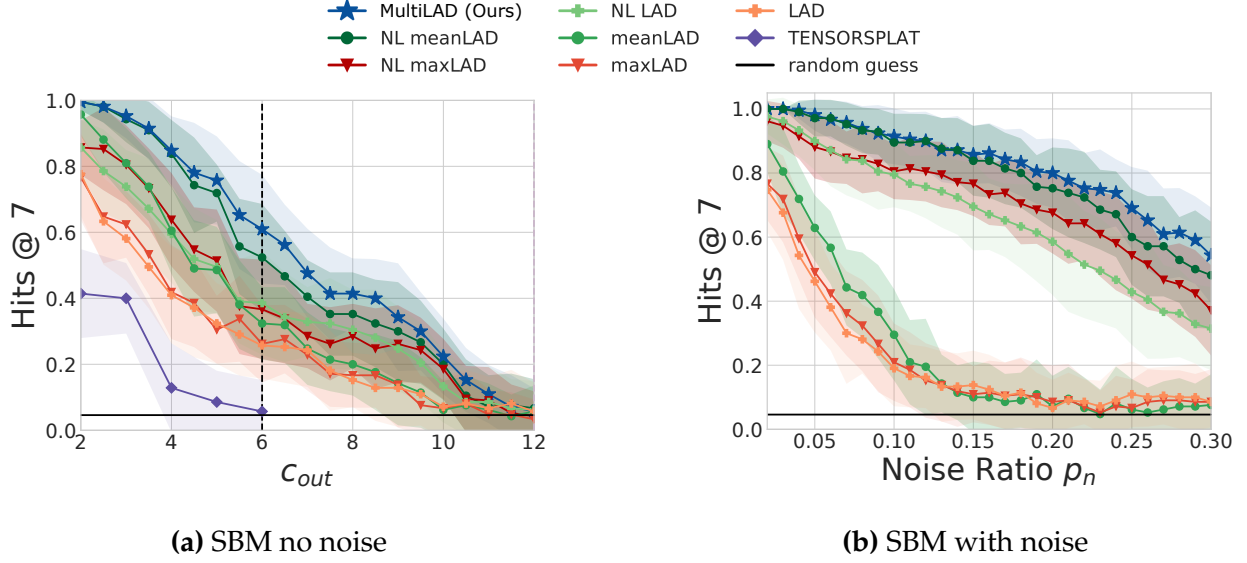 MultiLAD (Ours) NL LAD LAD
NL meanLAD meanLAD TENSORSPLAT
NL maxLAD maxLAD random guess
1.0
0.8
0.6
0.4
0.2
0.0
Hits @ 7
2 4 6 8 10 12
c_out
(a) SBM no noise
1.0
0.8
0.6
0.4
0.2
0.0
Hits @ 7
0.05 0.10 0.15 0.20 0.25 0.30
Noise Ratio p_n
(b) SBM with noise